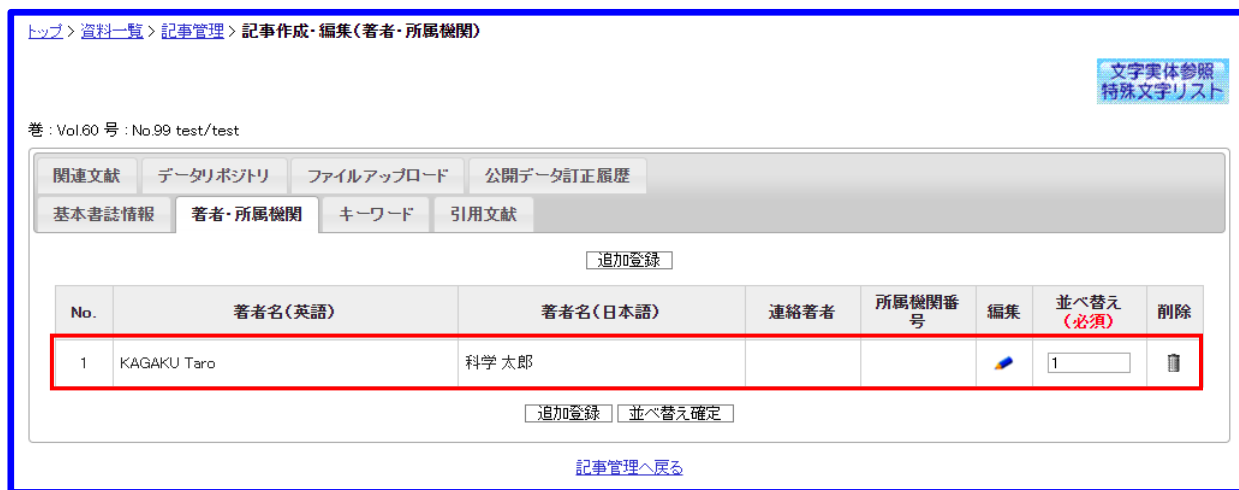 トップ > 資料一覧 > 記事管理 > 記事作成・編集(著者・所属機関)
文字実体参照
特殊文字リスト
巻 : Vol.60 号 : No.99 test/test
関連文献 データリポジトリ ファイルアップロード 公開データ訂正履歴
基本書誌情報 著者・所属機関 キーワード 引用文献
追加登録
No. 著者名(英語) 著者名(日本語) 連絡著者 所属機関番号 編集 並べ替え(必須) 削除
1 KAGAKU Taro 科学 太郎 1
追加登録 並べ替え確定
記事管理へ戻る